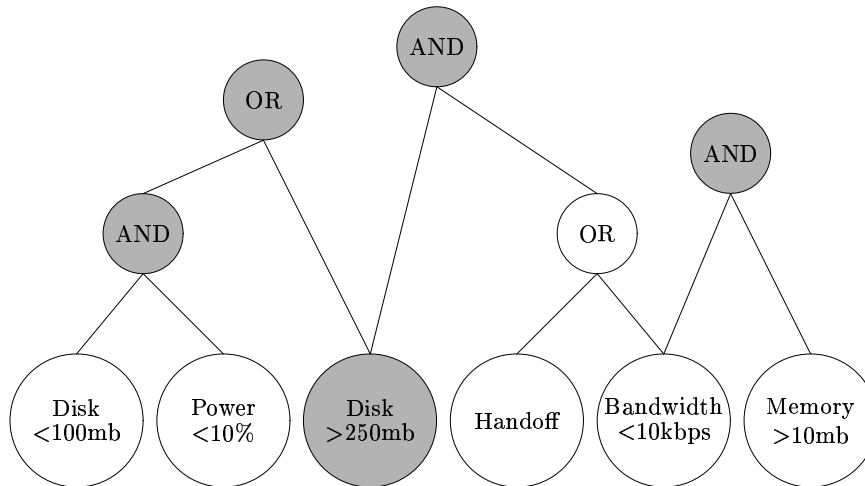 AND
OR
AND
AND
OR
Disk
<100mb
Power
<10%
Disk
>250mb
Handoff
Bandwidth
<10kbps
Memory
>10mb